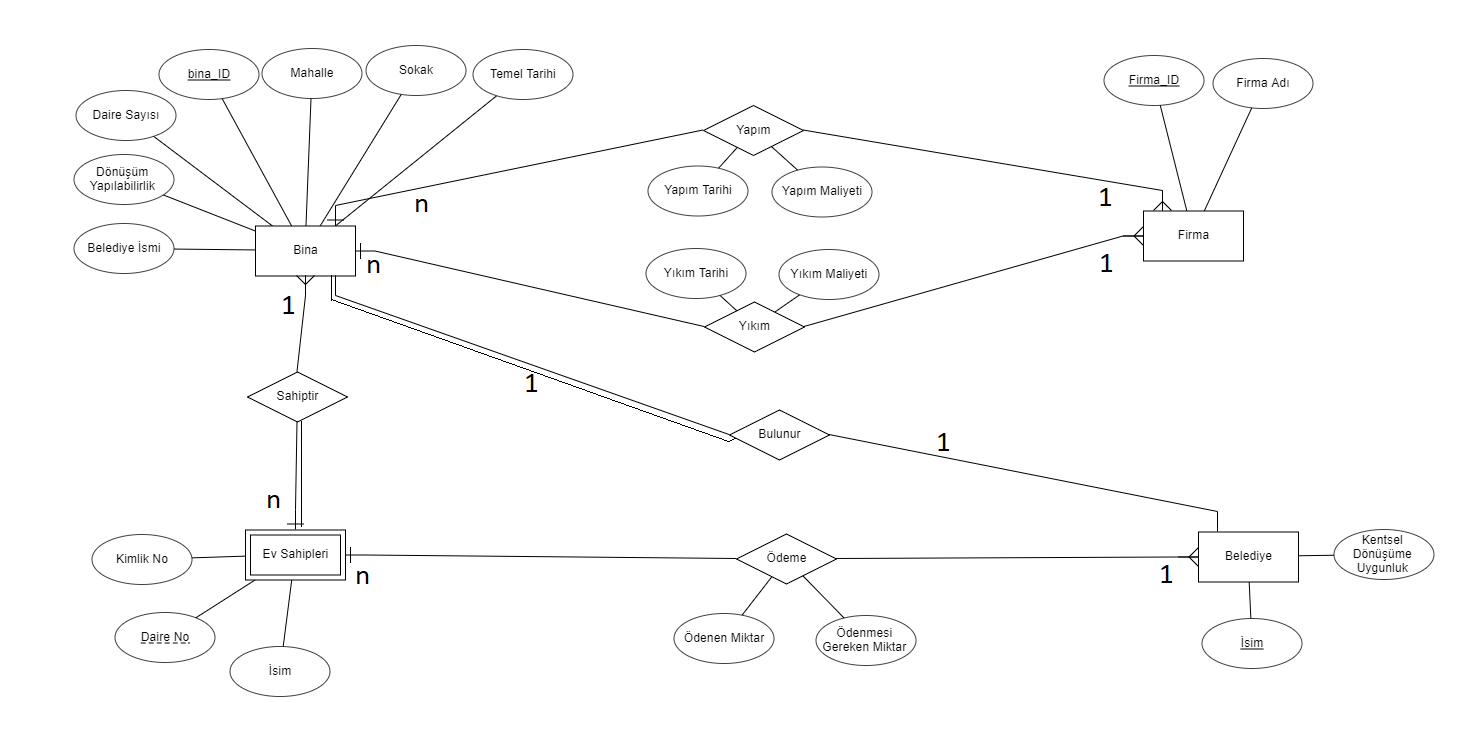 bina_ID
Mahalle
Sokak
Temel Tarihi
Firma_ID
Firma Adı
Daire Sayısı
Yapım
Dönüşüm
Yapılabilirlik
Yapım Tarihi
Yapım Maliyeti
n
1
Belediye İsmi
Bina
Firma
n
1
Yıkım Tarihi
Yıkım Maliyeti
1
Yıkım
1
Sahiptir
Bulunur
1
n
Kimlik No
Ev Sahipleri
n
Ödeme
1
Belediye
Kentsel
Dönüşüme
Uygunluk
Daire No
İsim
Ödenen Miktar
Ödenmesi
Gereken Miktar
İsim